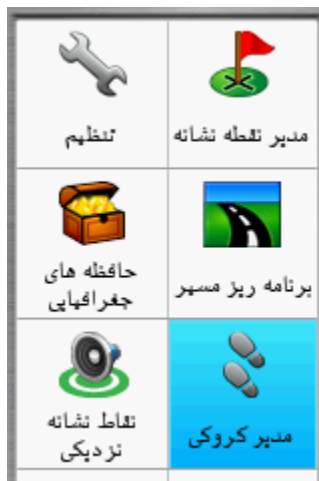 مدیر نقطه نشانه
تنظیم
برنامه ریز مسیر
حافظه های
جغرافیایی
مدیر کروکی
نقاط نشانه
نزدیکی